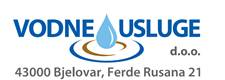 VODNE USLUGE
d.o.o.
43000 Bjelovar, Ferde Rusana 21